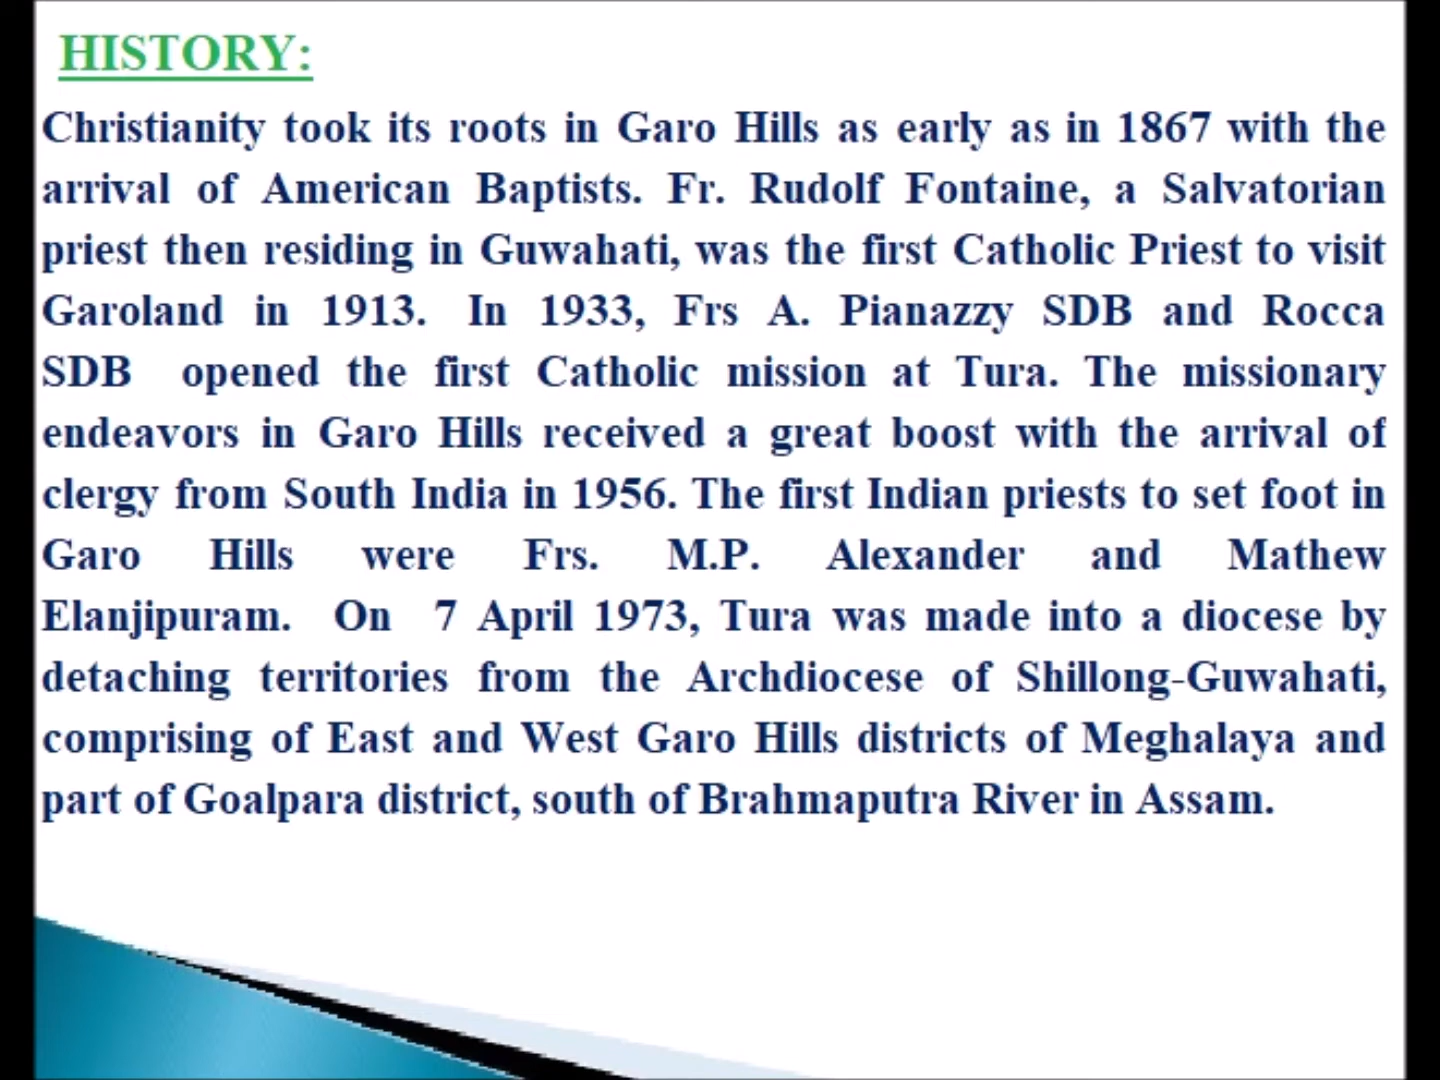 HISTORY:
Christianity took its roots in Garo Hills as early as in 1867 with the
arrival of American Baptists. Fr. Rudolf Fontaine, a Salvatorian
priest then residing in Guwahati, was the first Catholic Priest to visit
Garoland in 1913. In 1933, Frs A. Pianazzy SDB and Rocca
SDB opened the first Catholic mission at Tura. The missionary
endeavors in Garo Hills received a great boost with the arrival of
clergy from South India in 1956. The first Indian priests to set foot in
Garo Hills were Frs. M.P. Alexander and Mathew
Elanjipuram. On 7 April 1973, Tura was made into a diocese by
detaching territories from the Archdiocese of Shillong-Guwahati,
comprising of East and West Garo Hills districts of Meghalaya and
part of Goalpara district, south of Brahmaputra River in Assam.